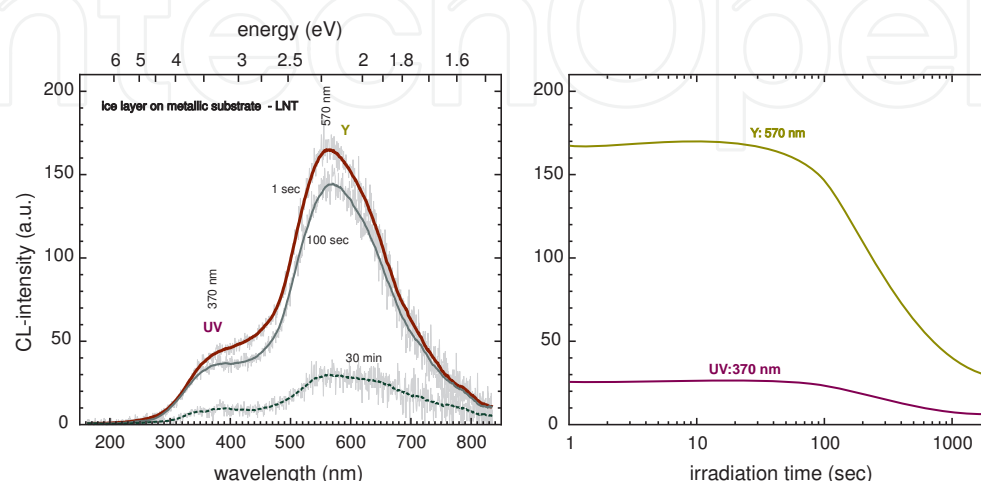 ntechOpen
energy (eV)
6 5 4 3 2.5 2 1.8 1.6
200
150
100
50
0
CL-intensity (a.u.)
Ice layer on metallic substrate - LNT
570 nm
Y
1 sec
100 sec
370 nm
UV
30 min
200 300 400 500 600 700 800
wavelength (nm)
200
150
100
50
0
Y: 570 nm
UV:370 nm
1 10 100 1000
irradiation time (sec)